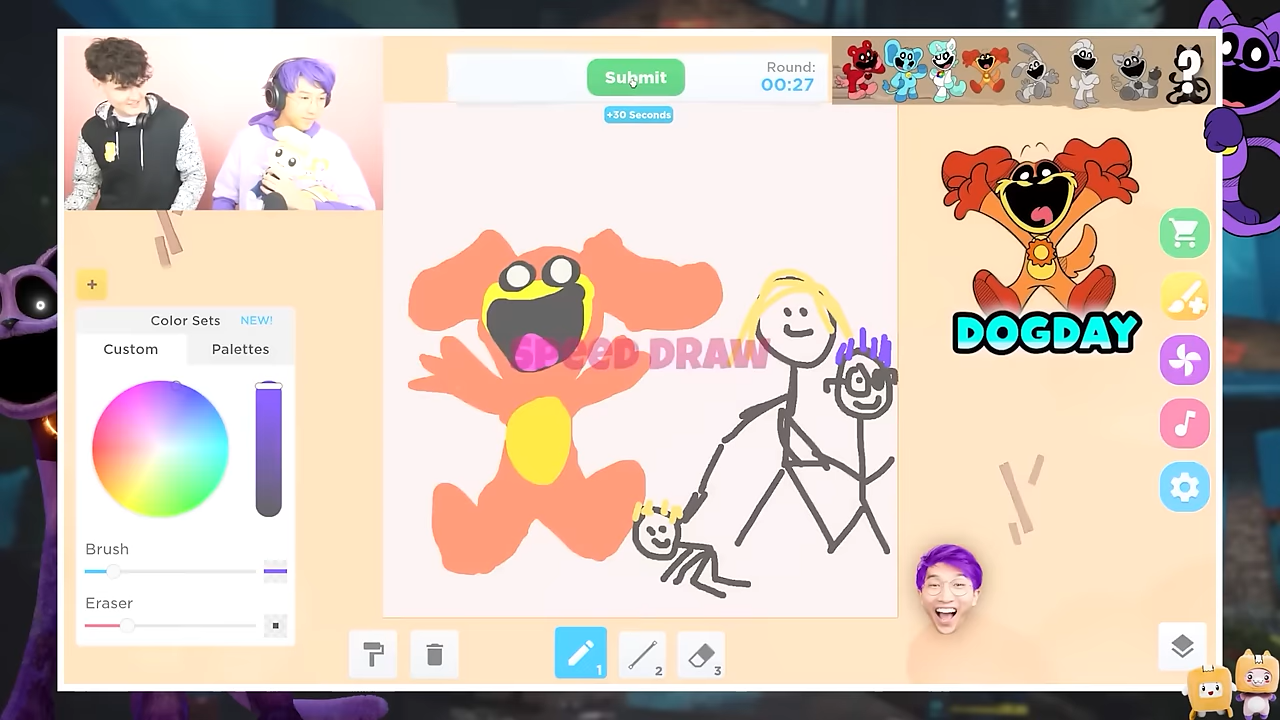 Submit
Round:
00:27
+30 Seconds
?
+
Color Sets NEW!
Custom Palettes
Brush
Eraser
SPEED DRAW
DOGDAY
1
2
3